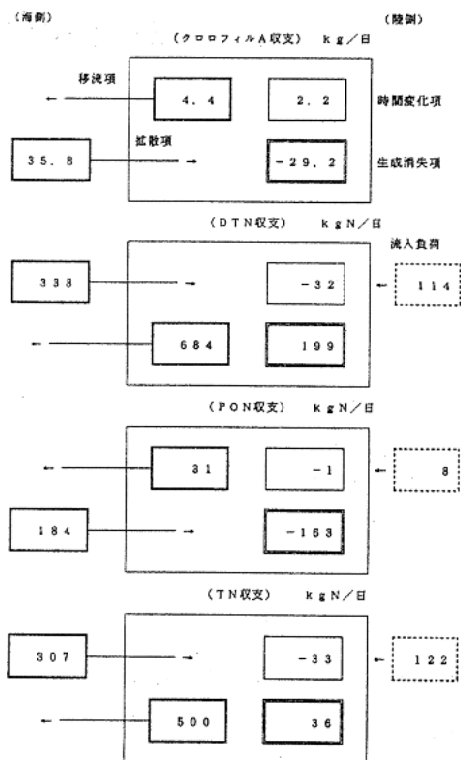 (海側) (陸側)
(クロロフィルA収支) kg/日
移流項
← 4.4 2.2 時間変化項
拡散項
35.8 → -29.2 生成消失項
(DTN収支) kgN/日
流入負荷
338 → -32 ← 114
← 684 199
(PON収支) kgN/日
← 31 -1 ← 8
184 → -163
(TN収支) kgN/日
307 → -33 ← 122
← 500 36